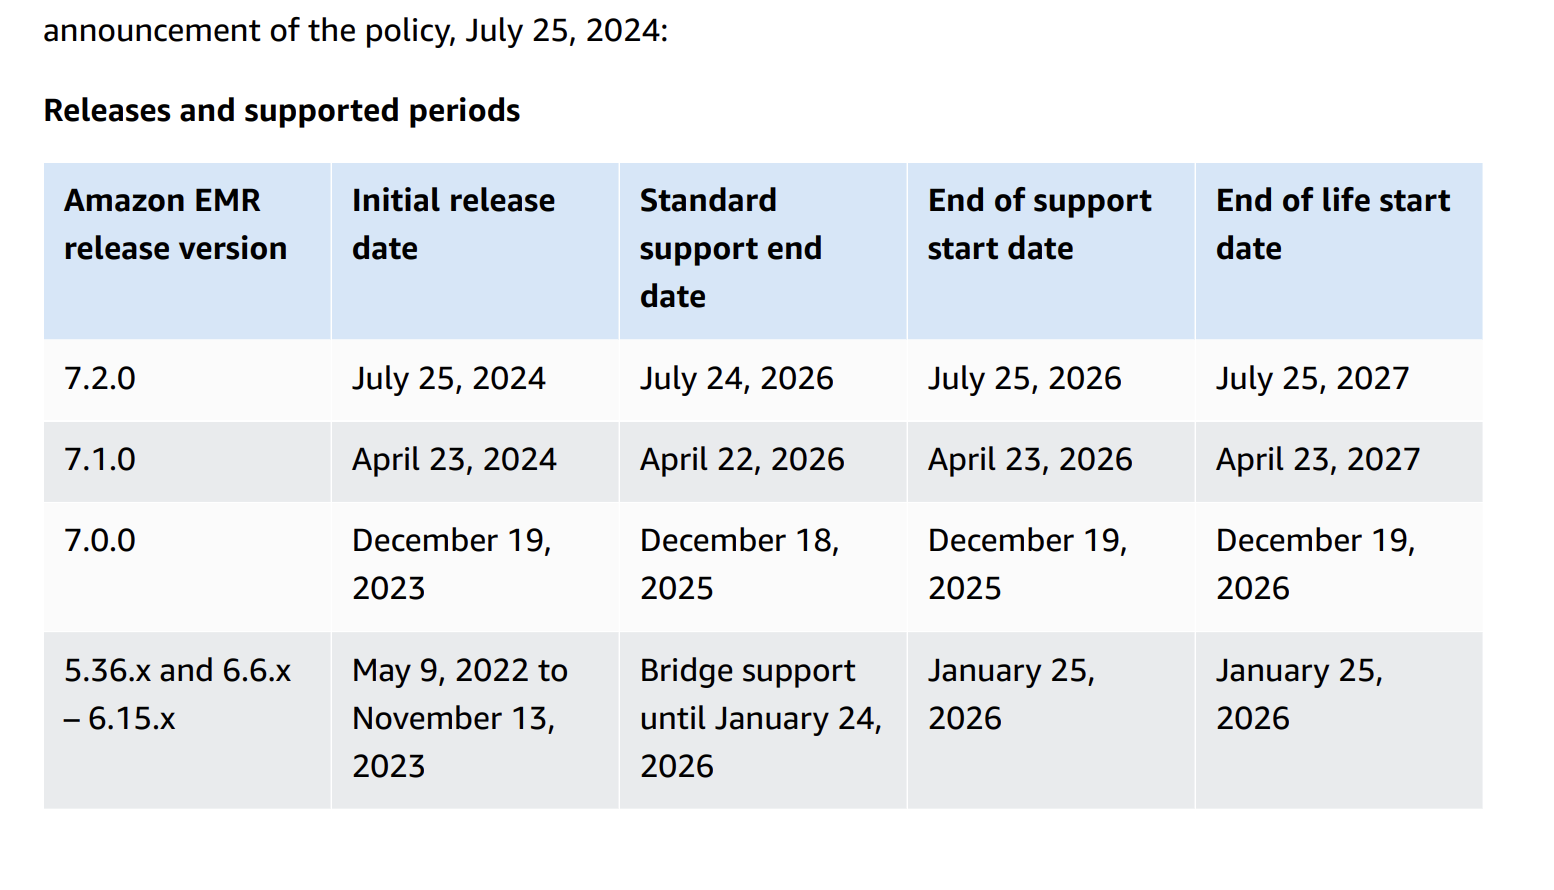 announcement of the policy, July 25, 2024:
Releases and supported periods
Amazon EMR release version
Initial release date
Standard support end date
End of support start date
End of life start date
7.2.0
July 25, 2024
July 24, 2026
July 25, 2026
July 25, 2027
7.1.0
April 23, 2024
April 22, 2026
April 23, 2026
April 23, 2027
7.0.0
December 19, 2023
December 18, 2025
December 19, 2025
December 19, 2026
5.36.x and 6.6.x – 6.15.x
May 9, 2022 to November 13, 2023
Bridge support until January 24, 2026
January 25, 2026
January 25, 2026